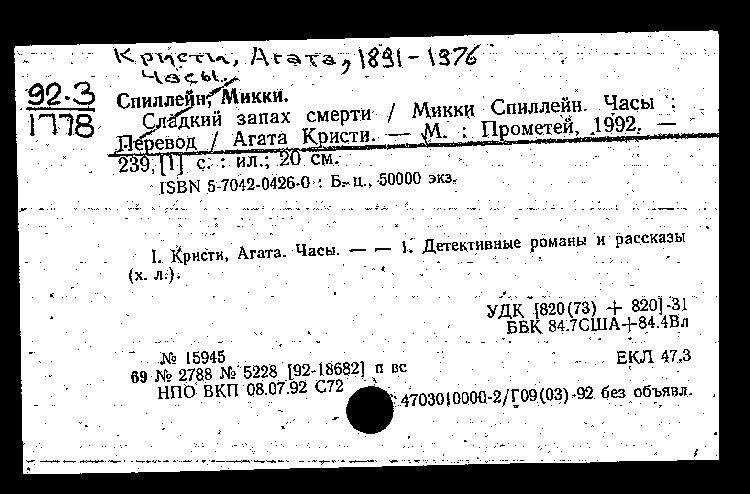 Кристи, Агата, 1891-1976
Часы.
92-3
1778
Спиллейн, Микки.
Сладкий запах смерти / Микки Спиллейн. Часы :
Перевод / Агата Кристи. — М. : Прометей, 1992. —
239, [1] с. : ил.; 20 см.
ISBN 5-7042-0426-0 : Б. ц., 50000 экз.
I. Кристи, Агата. Часы. — — 1. Детективные романы и рассказы
(х. л.).
УДК [820(73) + 820]-31
ББК 84.7США+84.4Вл
№ 15945
ЕКЛ 47.3
69 № 2788 № 5228 [92-18682] п вс
НПО ВКП 08.07.92 С72
4703010000-2/Г09(03)-92 без объявл.